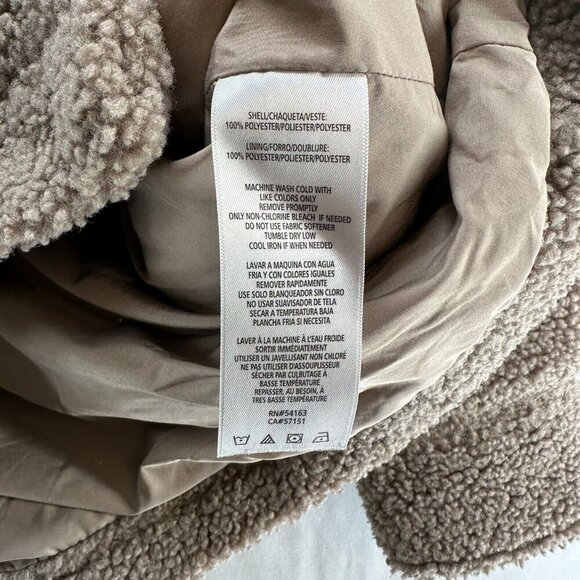 SHELL/CHAQUETA/VESTE:
100% POLYESTER/POLIESTER/POLYESTER
LINING/FORRO/DOUBLURE:
100% POLYESTER/POLIESTER/POLYESTER
MACHINE WASH COLD WITH
LIKE COLORS ONLY
REMOVE PROMPTLY
ONLY NON-CHLORINE BLEACH IF NEEDED
DO NOT USE FABRIC SOFTENER
TUMBLE DRY LOW
COOL IRON IF WHEN NEEDED
LAVAR A MAQUINA CON AGUA
FRIA Y CON COLORES IGUALES
REMOVER RAPIDAMENTE
USE SOLO BLANQUEADOR SIN CLORO
NO USAR SUAVISADOR DE TELA
SECAR A TEMPERATURA BAJA
PLANCHA FRIA SI NECESITA
LAVER À LA MACHINE À L'EAU FROIDE
SORTIR IMMÉDIATEMENT
UTILISER UN JAVELLISANT NON CHLORÉ
NE PAS UTILISER D'ASSOUPLISSEUR
SÉCHER PAR CULBUTAGE À
BASSE TEMPÉRATURE
REPASSER, AU BESOIN, À
TRES BASSE TEMPÉRATURE
RN#54163
CA#57151